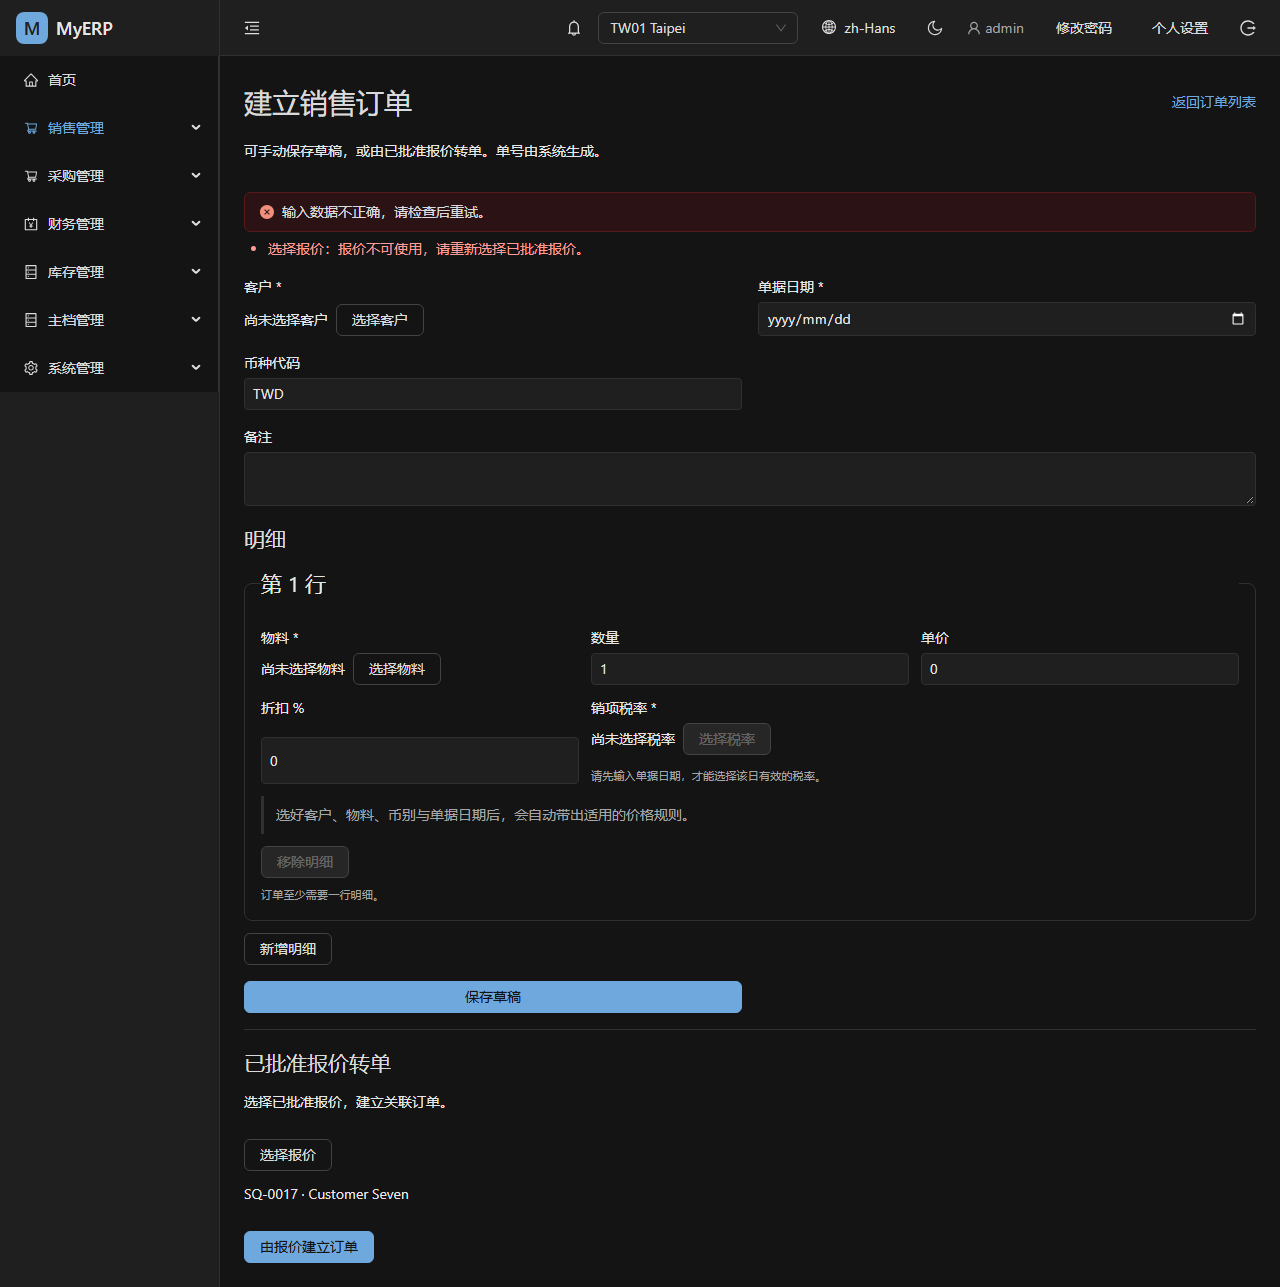 M MyERP
TW01 Taipei
zh-Hans
admin
修改密码
个人设置
首页
销售管理
采购管理
财务管理
库存管理
主档管理
系统管理
建立销售订单
返回订单列表
可手动保存草稿，或由已批准报价转单。单号由系统生成。
输入数据不正确，请检查后重试。
• 选择报价：报价不可使用，请重新选择已批准报价。
客户 *
单据日期 *
尚未选择客户 选择客户
yyyy/mm/dd
币种代码
TWD
备注
明细
第 1 行
物料 *
数量
单价
尚未选择物料 选择物料
1
0
折扣 %
销项税率 *
0
尚未选择税率 选择税率
请先输入单据日期，才能选择该日有效的税率。
选好客户、物料、币别与单据日期后，会自动带出适用的价格规则。
移除明细
订单至少需要一行明细。
新增明细
保存草稿
已批准报价转单
选择已批准报价，建立关联订单。
选择报价
SQ-0017 · Customer Seven
由报价建立订单